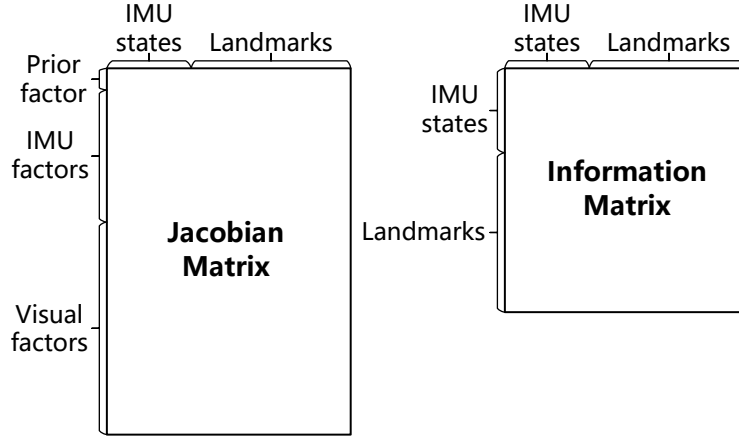 IMU
states
Landmarks
Prior
factor
IMU
factors
Visual
factors
Jacobian
Matrix
IMU
states
Landmarks
IMU
states
Landmarks
Information
Matrix